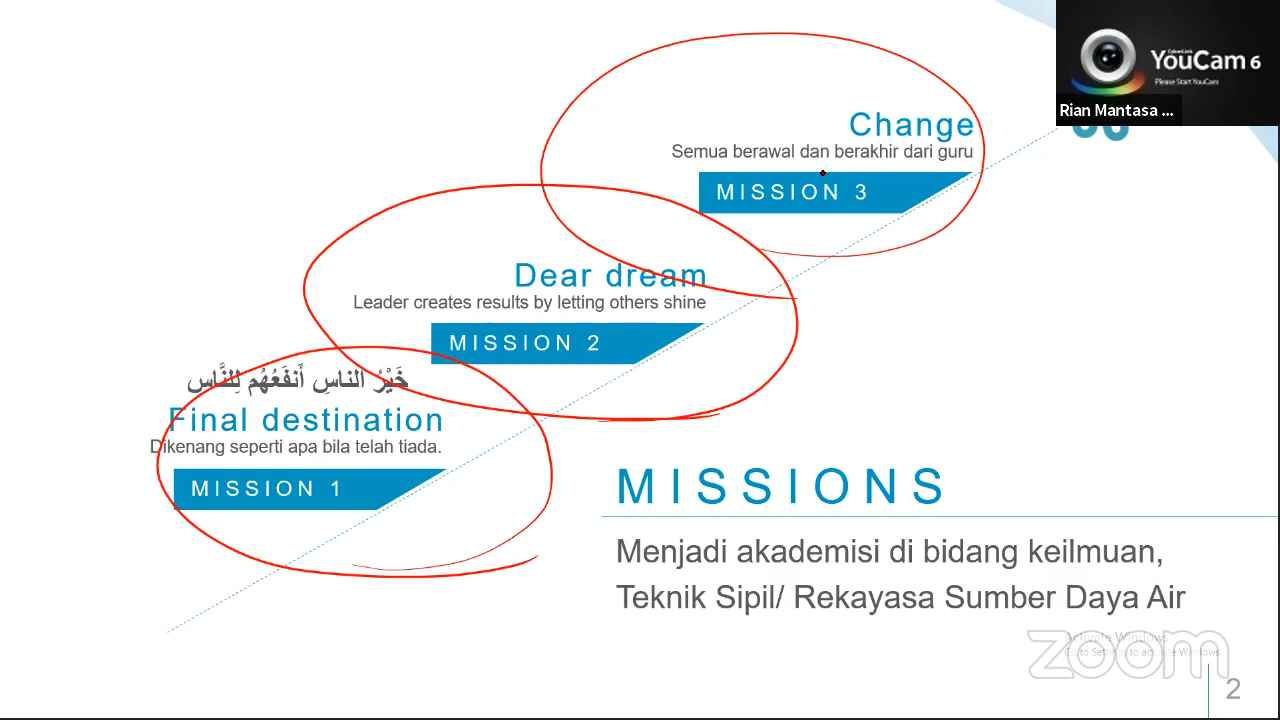 CyberLink
YouCam 6
Please Start YouCam
Rian Mantasa ...
Change
Semua berawal dan berakhir dari guru
MISSION 3
Dear dream
Leader creates results by letting others shine
MISSION 2
خَيْرُ الناسِ أَنفَعُهُم لِلنَّاسِ
Final destination
Dikenang seperti apa bila telah tiada.
MISSION 1
MISSIONS
Menjadi akademisi di bidang keilmuan,
Teknik Sipil/ Rekayasa Sumber Daya Air
Activate Windows
Go to Settings to activate Windows.
zoom
2